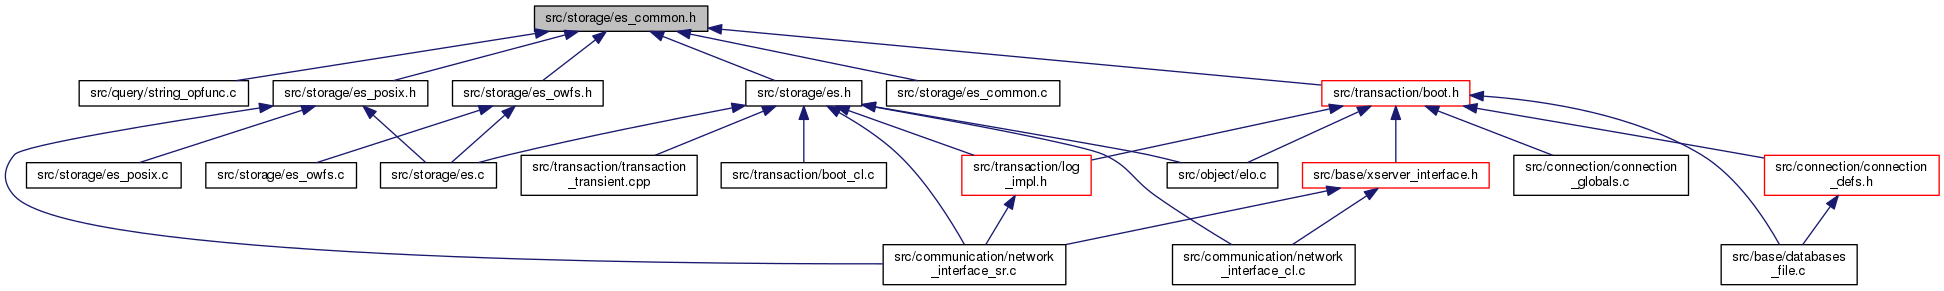 src/storage/es_common.h
src/query/string_opfunc.c
src/storage/es_posix.h
src/storage/es_owfs.h
src/storage/es.h
src/storage/es_common.c
src/transaction/boot.h
src/storage/es_posix.c
src/storage/es_owfs.c
src/storage/es.c
src/transaction/transaction
_transient.cpp
src/transaction/boot_cl.c
src/transaction/log
_impl.h
src/object/elo.c
src/base/xserver_interface.h
src/connection/connection
_globals.c
src/connection/connection
_defs.h
src/communication/network
_interface_sr.c
src/communication/network
_interface_cl.c
src/base/databases
_file.c